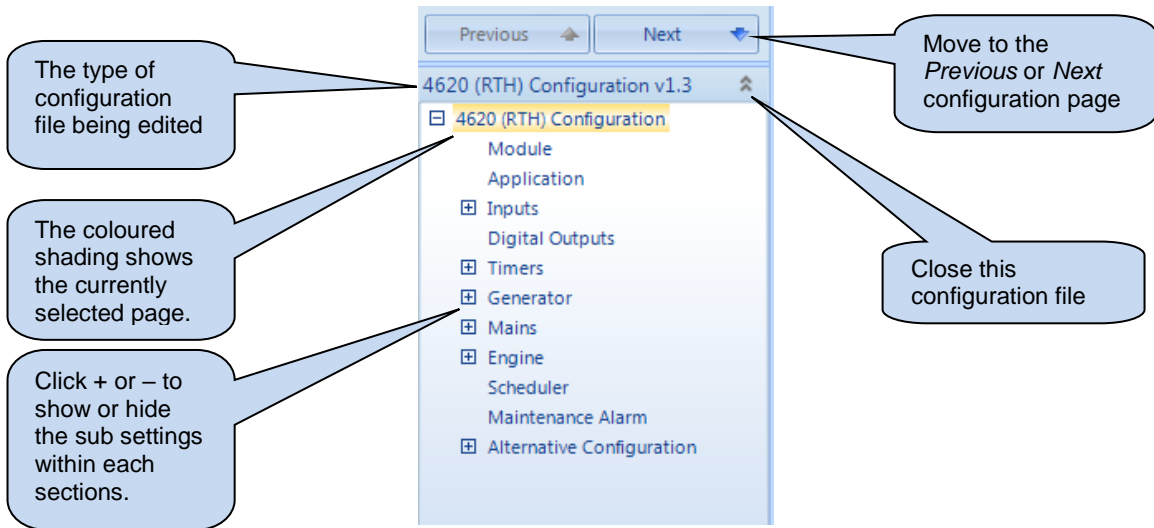 The type of
configuration
file being edited
The coloured
shading shows
the currently
selected page.
Click + or – to
show or hide
the sub settings
within each
sections.
Previous
Next
4620 (RTH) Configuration v1.3
4620 (RTH) Configuration
Module
Application
Inputs
Digital Outputs
Timers
Generator
Mains
Engine
Scheduler
Maintenance Alarm
Alternative Configuration
Move to the
Previous or Next
configuration page
Close this
configuration file